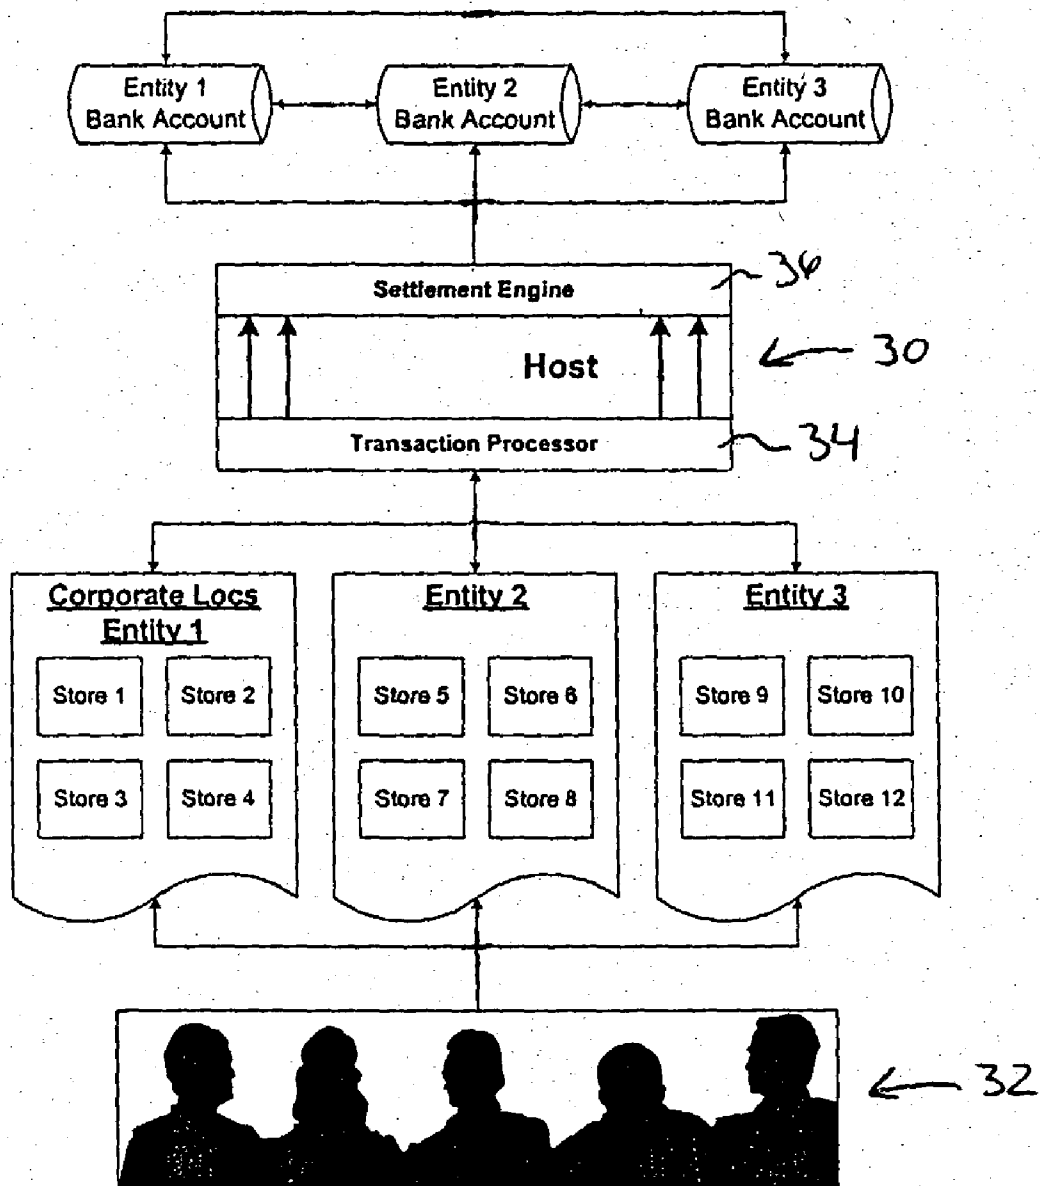 Entity 1
Bank Account
Entity 2
Bank Account
Entity 3
Bank Account
Settlement Engine
36
Host
30
Transaction Processor
34
Corporate Locs
Entity 1
Entity 2
Entity 3
Store 1
Store 2
Store 5
Store 6
Store 9
Store 10
Store 3
Store 4
Store 7
Store 8
Store 11
Store 12
32